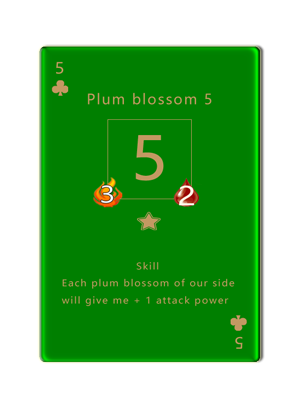 5
Plum blossom 5
5
3 2
Skill
Each plum blossom of our side
will give me + 1 attack power
5